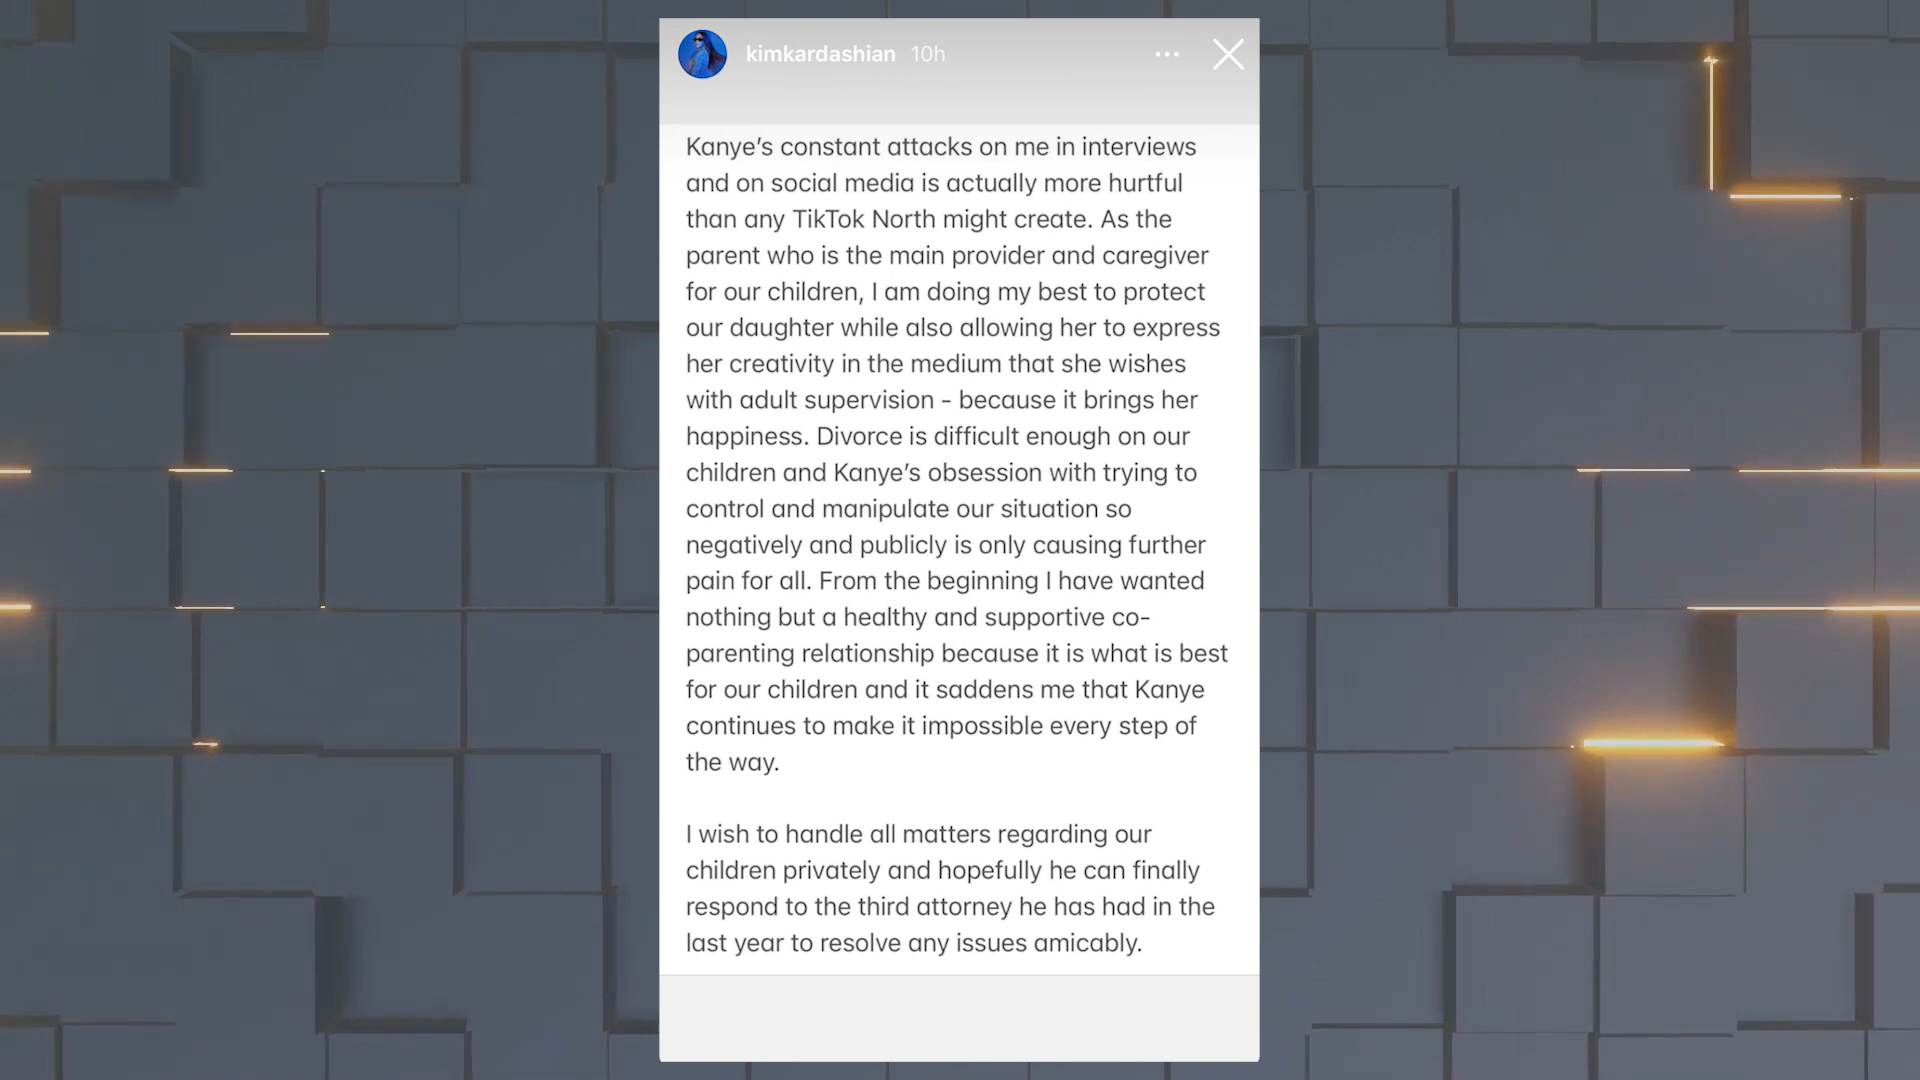 kimkardashian 10h
Kanye’s constant attacks on me in interviews
and on social media is actually more hurtful
than any TikTok North might create. As the
parent who is the main provider and caregiver
for our children, I am doing my best to protect
our daughter while also allowing her to express
her creativity in the medium that she wishes
with adult supervision - because it brings her
happiness. Divorce is difficult enough on our
children and Kanye’s obsession with trying to
control and manipulate our situation so
negatively and publicly is only causing further
pain for all. From the beginning I have wanted
nothing but a healthy and supportive co-
parenting relationship because it is what is best
for our children and it saddens me that Kanye
continues to make it impossible every step of
the way.
I wish to handle all matters regarding our
children privately and hopefully he can finally
respond to the third attorney he has had in the
last year to resolve any issues amicably.